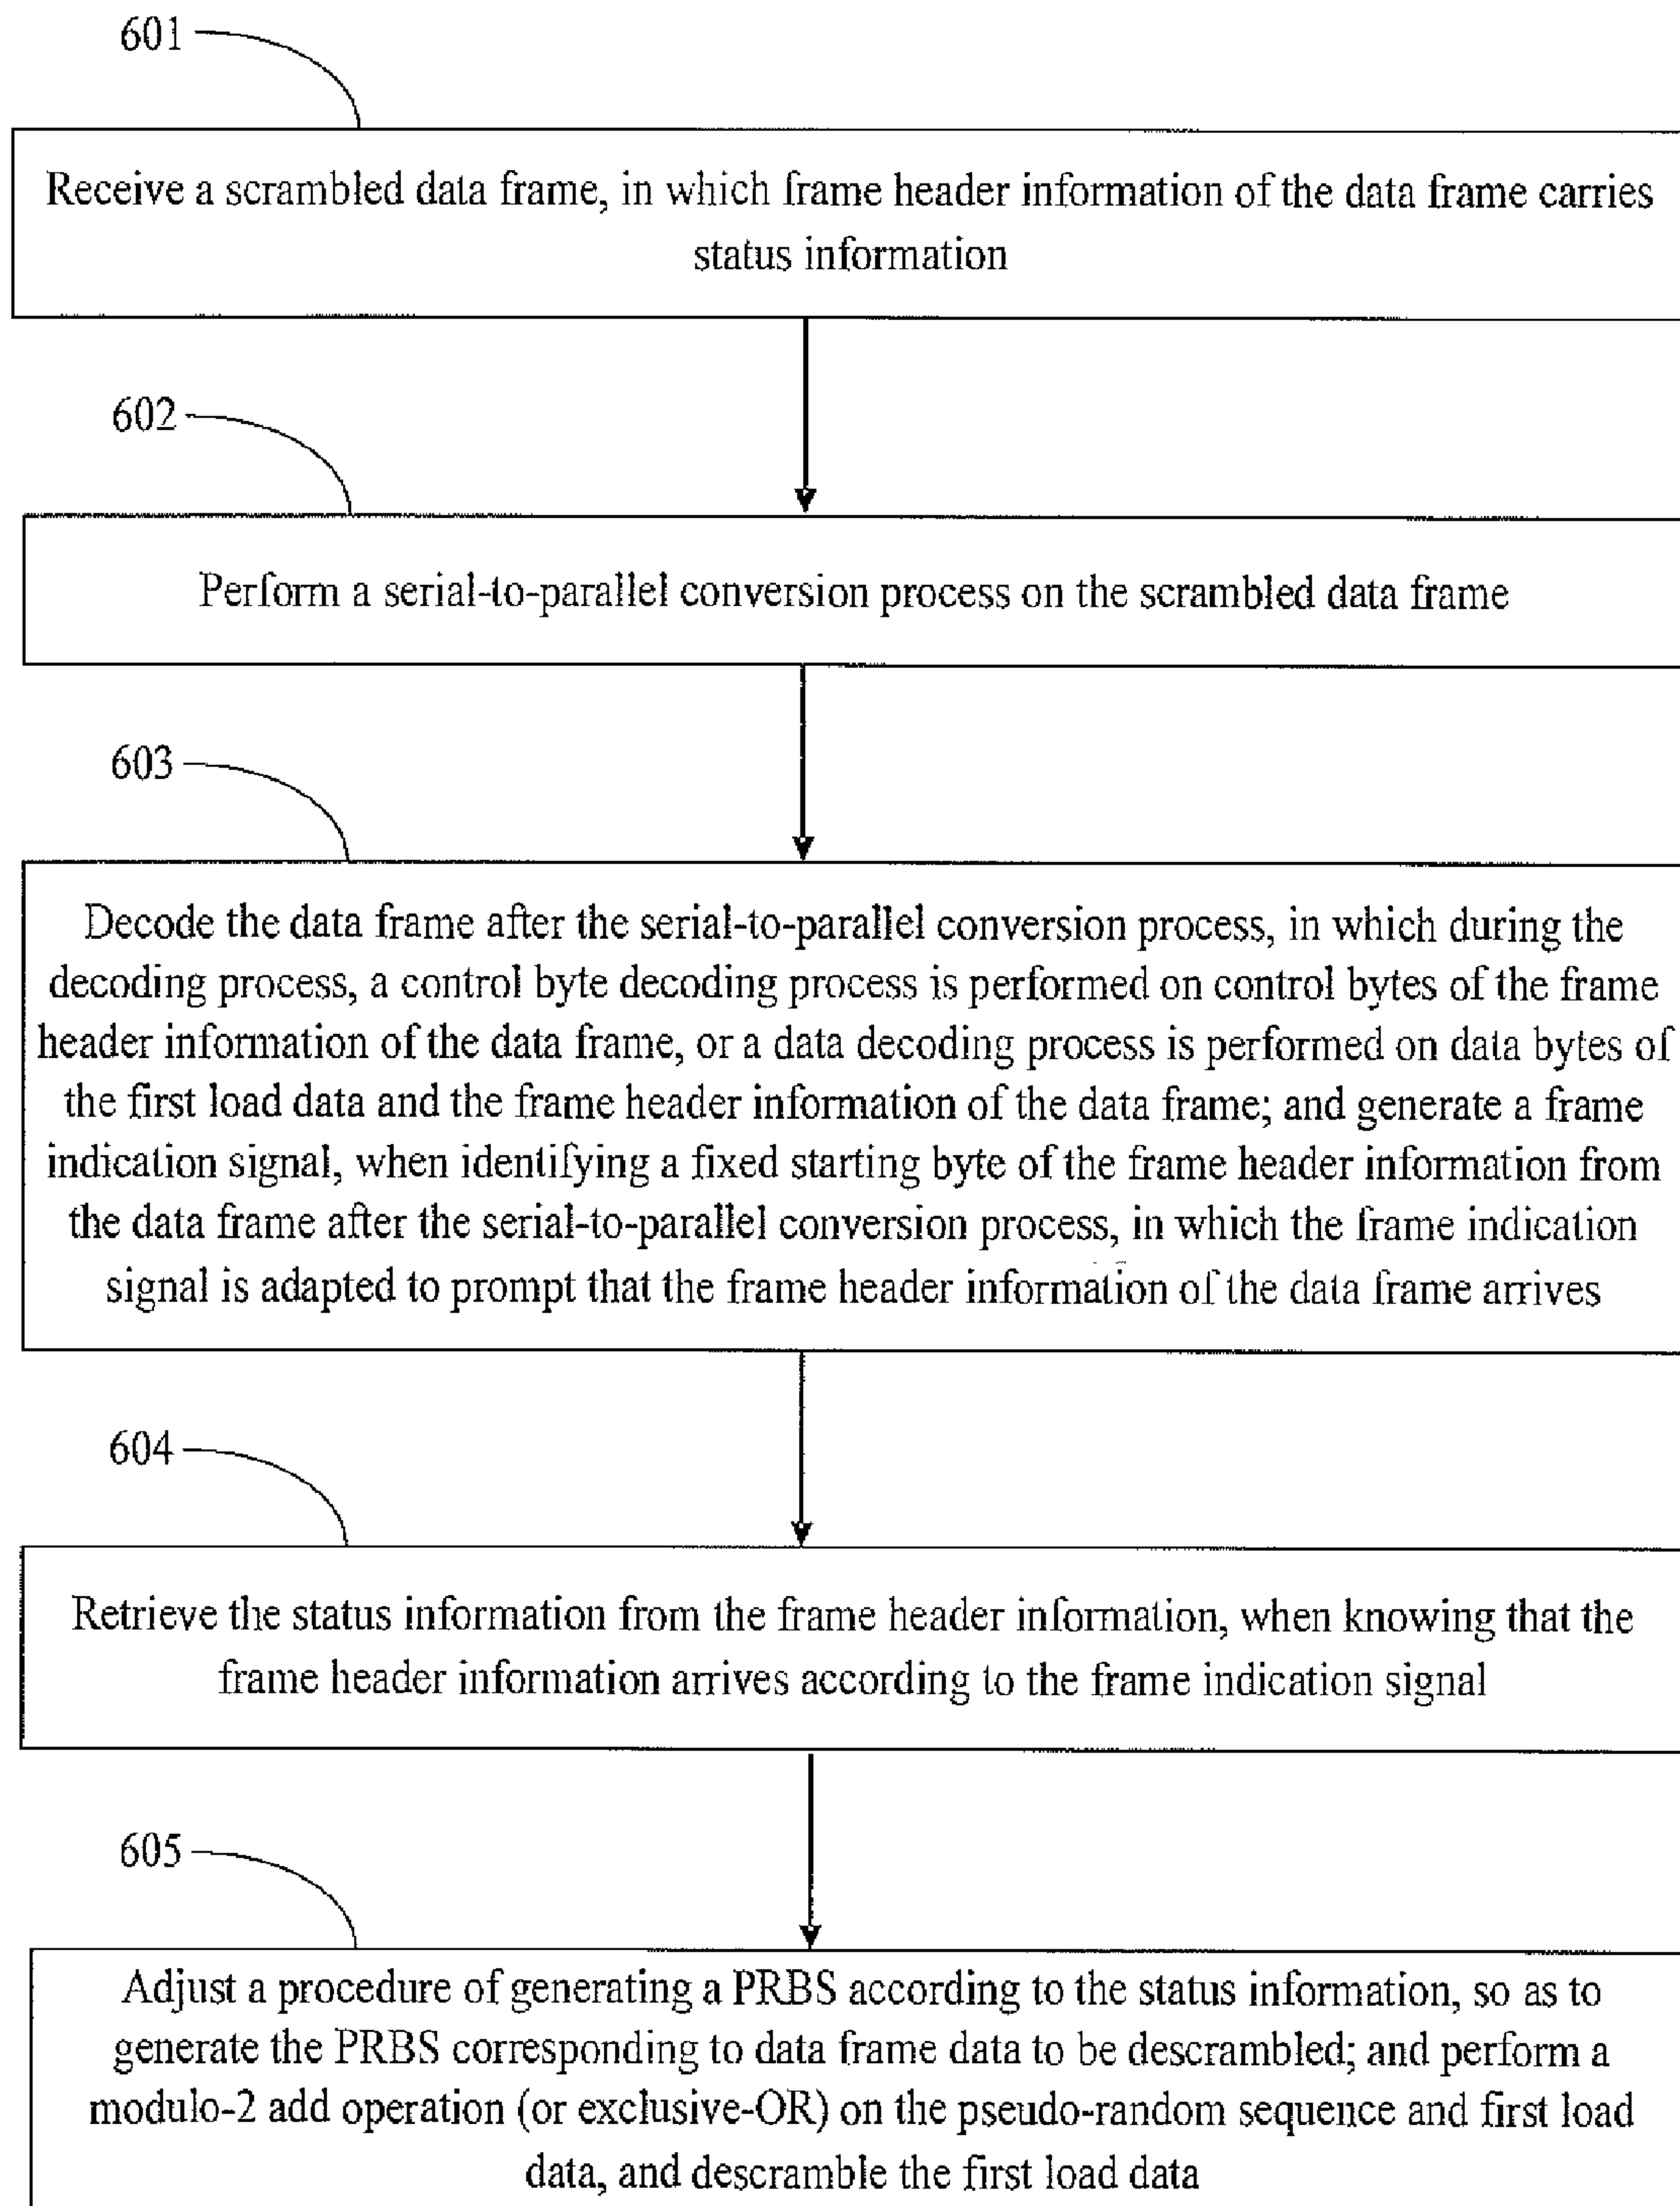 601
Receive a scrambled data frame, in which frame header information of the data frame carries
status information
602
Perform a serial-to-parallel conversion process on the scrambled data frame
603
Decode the data frame after the serial-to-parallel conversion process, in which during the
decoding process, a control byte decoding process is performed on control bytes of the frame
header information of the data frame, or a data decoding process is performed on data bytes of
the first load data and the frame header information of the data frame; and generate a frame
indication signal, when identifying a fixed starting byte of the frame header information from
the data frame after the serial-to-parallel conversion process, in which the frame indication
signal is adapted to prompt that the frame header information of the data frame arrives
604
Retrieve the status information from the frame header information, when knowing that the
frame header information arrives according to the frame indication signal
605
Adjust a procedure of generating a PRBS according to the status information, so as to
generate the PRBS corresponding to data frame data to be descrambled; and perform a
modulo-2 add operation (or exclusive-OR) on the pseudo-random sequence and first load
data, and descramble the first load data